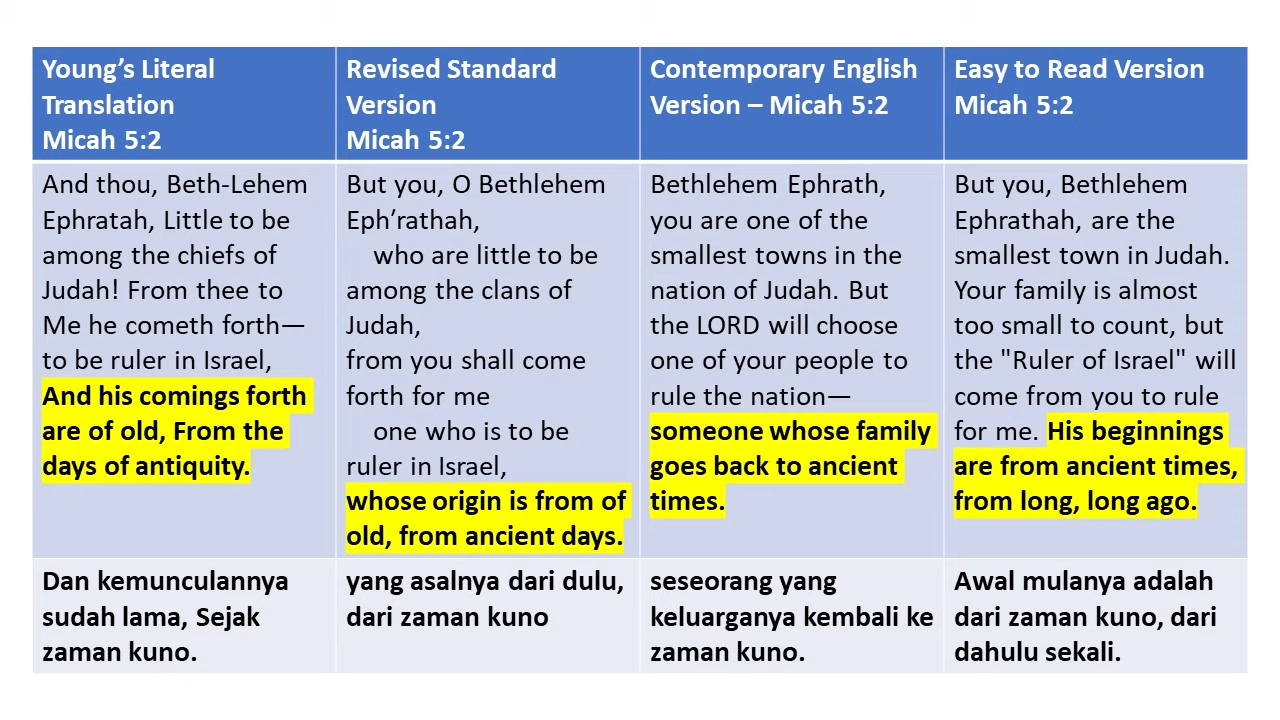 Young’s Literal
Translation
Micah 5:2
Revised Standard
Version
Micah 5:2
Contemporary English
Version – Micah 5:2
Easy to Read Version
Micah 5:2
And thou, Beth-Lehem
Ephratah, Little to be
among the chiefs of
Judah! From thee to
Me he cometh forth—
to be ruler in Israel,
And his comings forth
are of old, From the
days of antiquity.
But you, O Bethlehem
Eph’rathah,
who are little to be
among the clans of
Judah,
from you shall come
forth for me
one who is to be
ruler in Israel,
whose origin is from of
old, from ancient days.
Bethlehem Ephrath,
you are one of the
smallest towns in the
nation of Judah. But
the LORD will choose
one of your people to
rule the nation—
someone whose family
goes back to ancient
times.
But you, Bethlehem
Ephrathah, are the
smallest town in Judah.
Your family is almost
too small to count, but
the "Ruler of Israel" will
come from you to rule
for me. His beginnings
are from ancient times,
from long, long ago.
Dan kemunculannya
sudah lama, Sejak
zaman kuno.
yang asalnya dari dulu,
dari zaman kuno
seseorang yang
keluarganya kembali ke
zaman kuno.
Awal mulanya adalah
dari zaman kuno, dari
dahulu sekali.